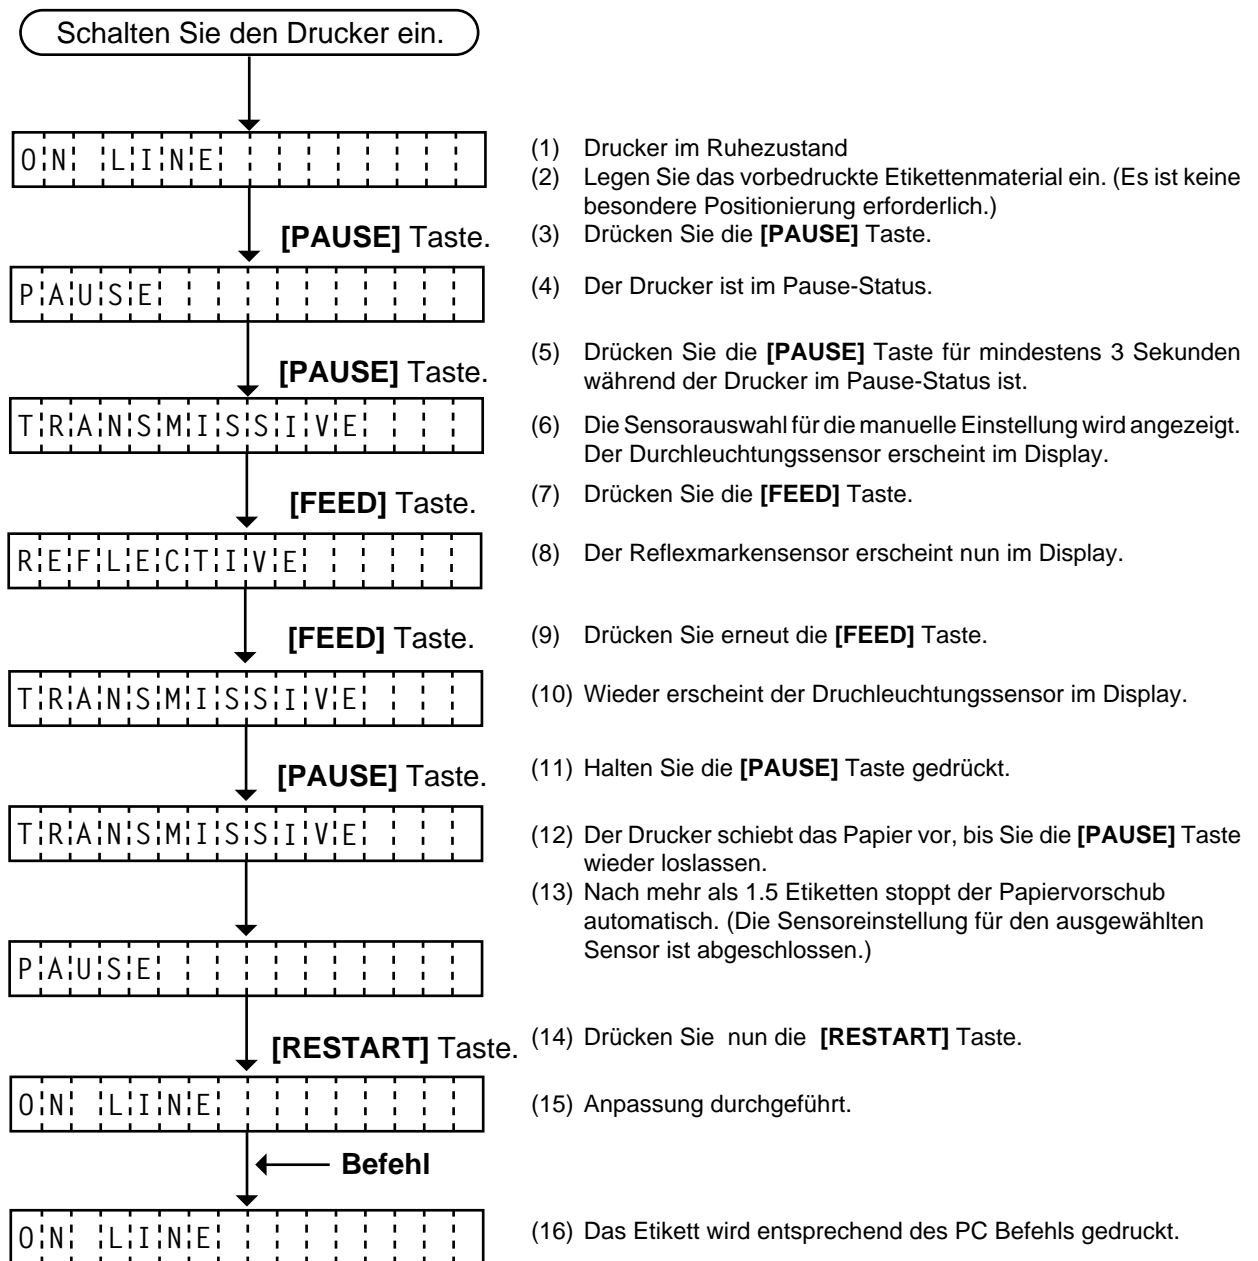 Schalten Sie den Drucker ein.
ON LINE
(1) Drucker im Ruhezustand
(2) Legen Sie das vorbedruckte Etikettenmaterial ein. (Es ist keine
besondere Positionierung erforderlich.)
[PAUSE] Taste.
(3) Drücken Sie die [PAUSE] Taste.
PAUSE
(4) Der Drucker ist im Pause-Status.
[PAUSE] Taste.
(5) Drücken Sie die [PAUSE] Taste für mindestens 3 Sekunden
während der Drucker im Pause-Status ist.
TRANSMISSIVE
(6) Die Sensorauswahl für die manuelle Einstellung wird angezeigt.
Der Durchleuchtungssensor erscheint im Display.
[FEED] Taste.
(7) Drücken Sie die [FEED] Taste.
REFLECTIVE
(8) Der Reflexmarkensensor erscheint nun im Display.
[FEED] Taste.
(9) Drücken Sie erneut die [FEED] Taste.
TRANSMISSIVE
(10) Wieder erscheint der Druchleuchtungssensor im Display.
[PAUSE] Taste.
(11) Halten Sie die [PAUSE] Taste gedrückt.
TRANSMISSIVE
(12) Der Drucker schiebt das Papier vor, bis Sie die [PAUSE] Taste
wieder loslassen.
(13) Nach mehr als 1.5 Etiketten stoppt der Papiervorschub
automatisch. (Die Sensoreinstellung für den ausgewählten
Sensor ist abgeschlossen.)
PAUSE
[RESTART] Taste.
(14) Drücken Sie nun die [RESTART] Taste.
ON LINE
(15) Anpassung durchgeführt.
Befehl
ON LINE
(16) Das Etikett wird entsprechend des PC Befehls gedruckt.